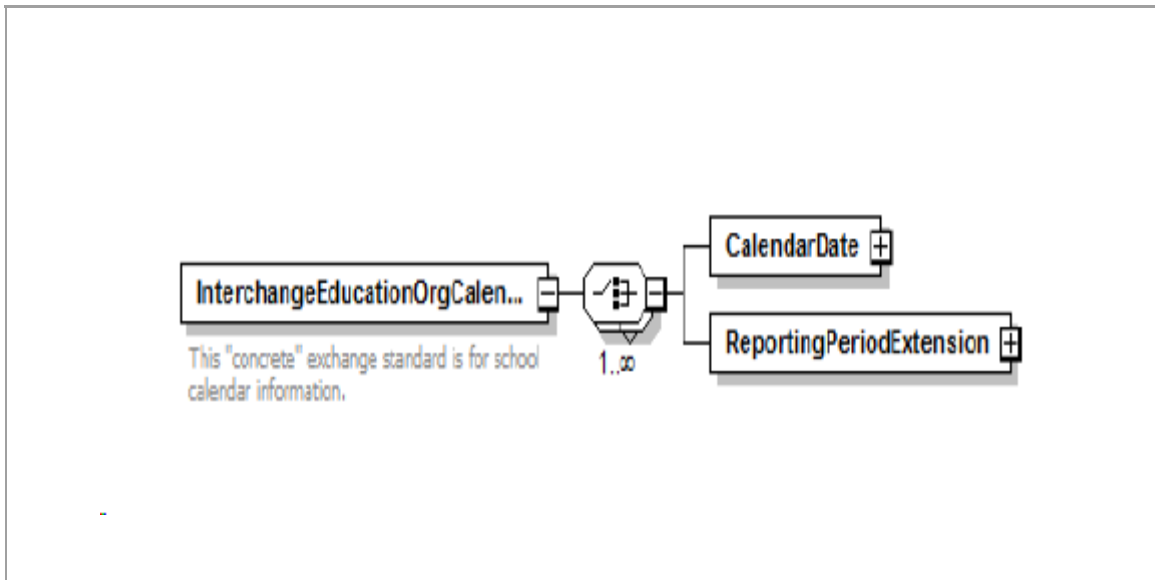 CalendarDate
InterchangeEducationOrgCalen...
This "concrete" exchange standard is for school
calendar information.
1..∞
ReportingPeriodExtension